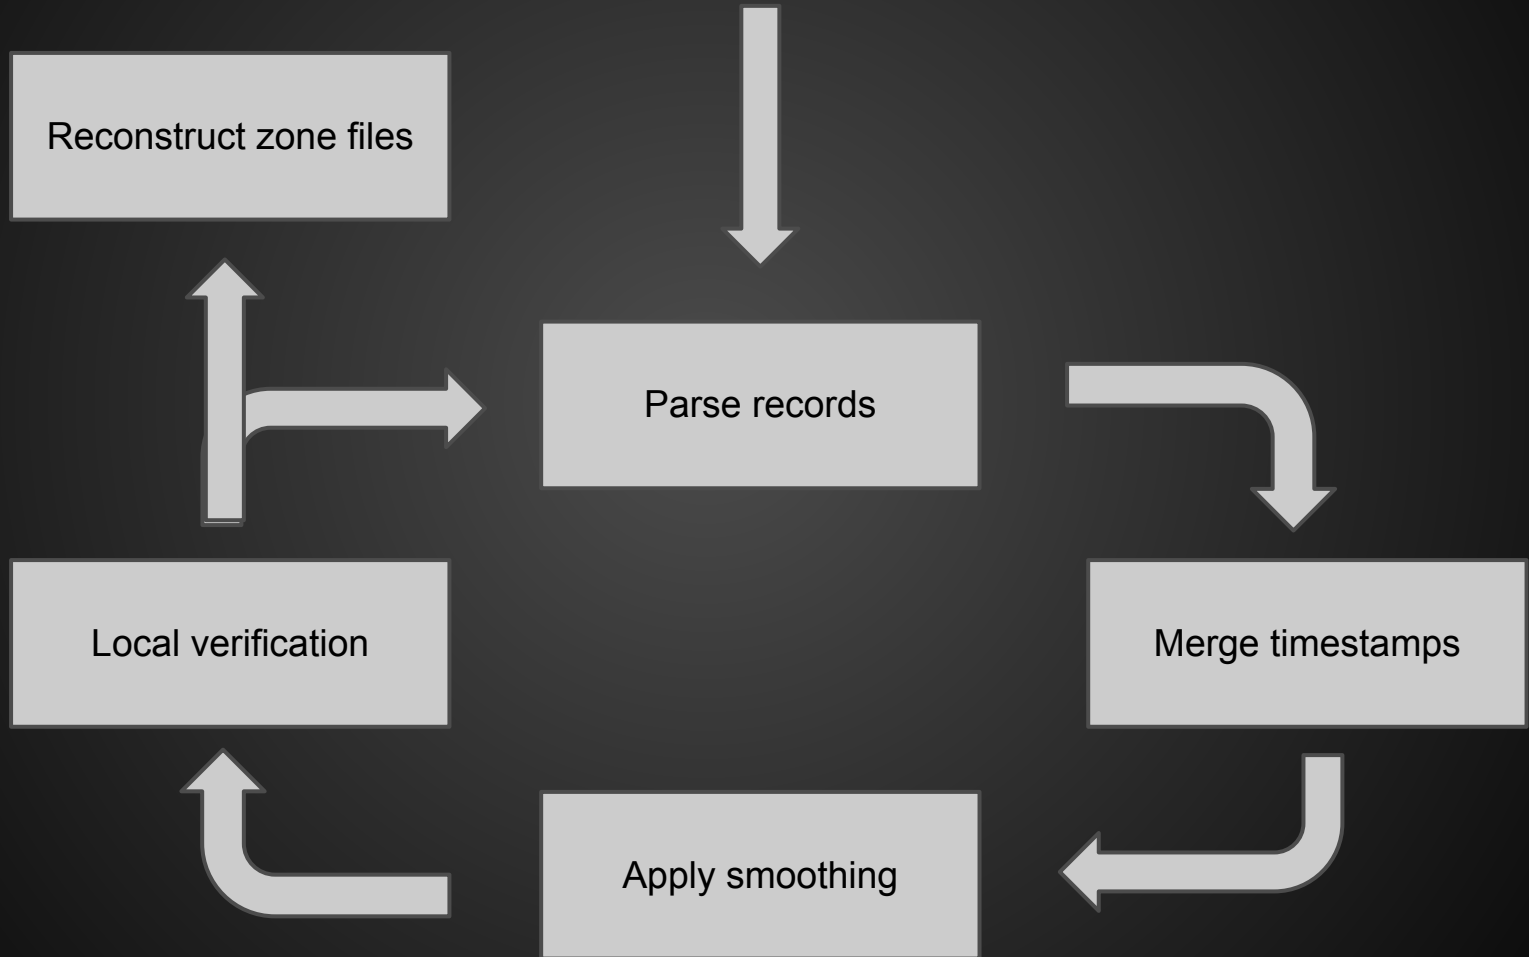 Reconstruct zone files
Parse records
Local verification
Merge timestamps
Apply smoothing